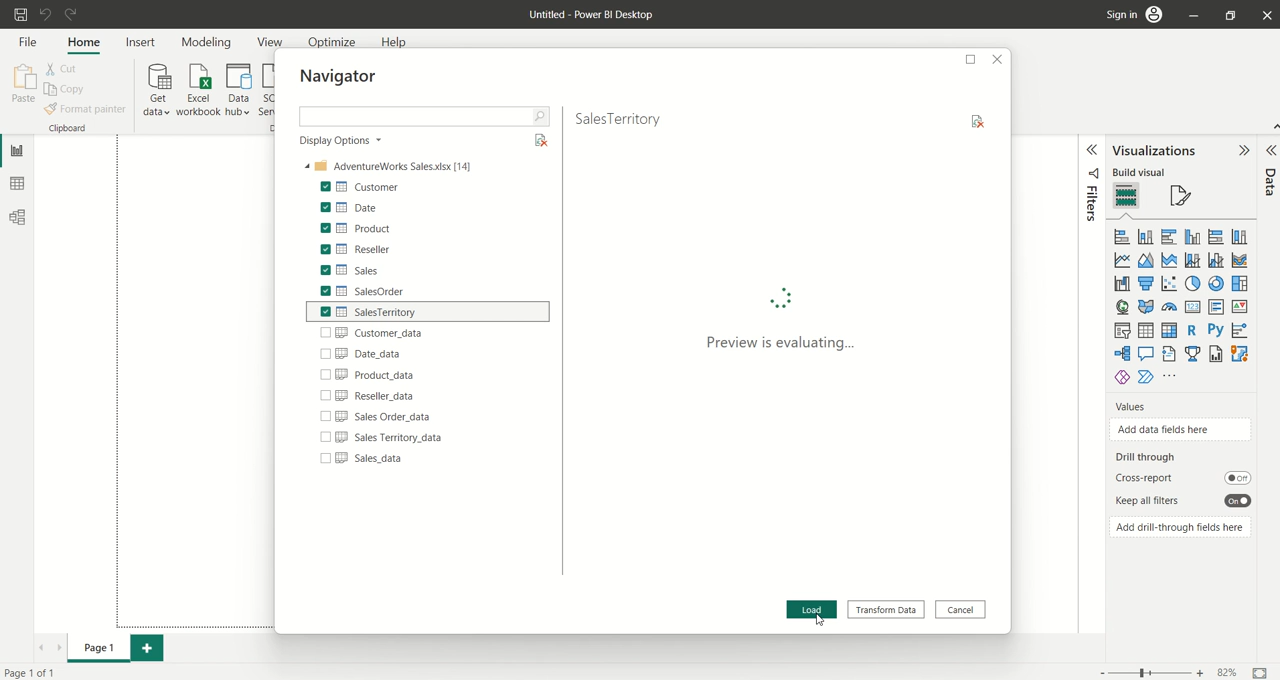 Untitled - Power BI Desktop
Sign in
File Home Insert Modeling View Optimize Help
Paste
Cut
Copy
Format painter
Clipboard
Get data
Excel workbook
Data hub
Navigator
Display Options
AdventureWorks Sales.xlsx [14]
Customer
Date
Product
Reseller
Sales
SalesOrder
SalesTerritory
Customer_data
Date_data
Product_data
Reseller_data
Sales Order_data
Sales Territory_data
Sales_data
SalesTerritory
Preview is evaluating...
Load Transform Data Cancel
Filters
Visualizations
Build visual
123
R Py
...
Values
Add data fields here
Drill through
Cross-report Off
Keep all filters On
Add drill-through fields here
Data
Page 1
Page 1 of 1
- + 82%